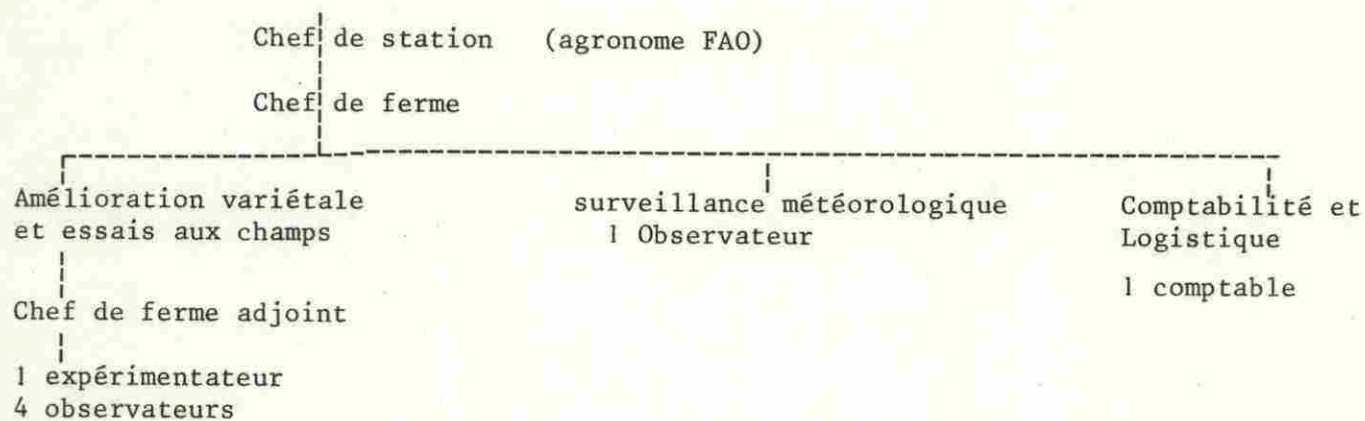 Chef de station (agronome FAO)
Chef de ferme
Amélioration variétale
et essais aux champs
Chef de ferme adjoint
1 expérimentateur
4 observateurs
surveillance météorologique
1 Observateur
Comptabilité et
Logistique
1 comptable